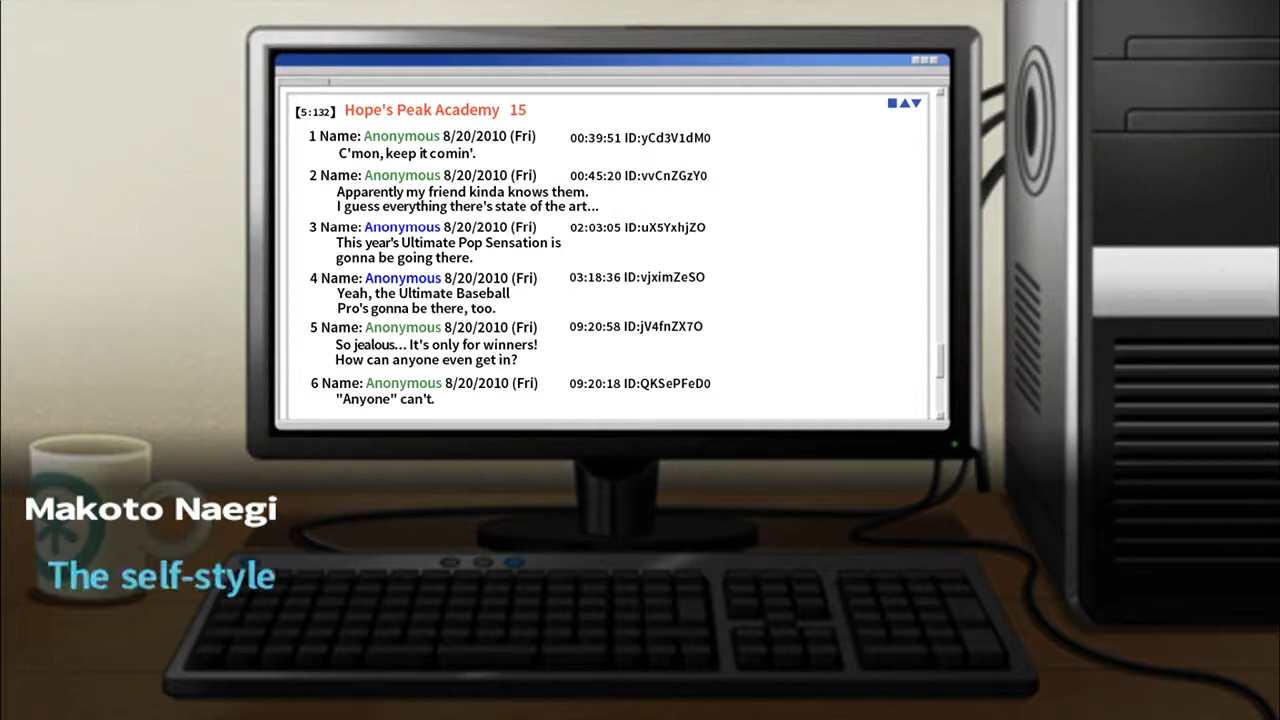 【5:132】 Hope's Peak Academy 15
1 Name: Anonymous 8/20/2010 (Fri) 00:39:51 ID:yCd3V1dM0
C'mon, keep it comin'.
2 Name: Anonymous 8/20/2010 (Fri) 00:45:20 ID:vvCnZGzY0
Apparently my friend kinda knows them.
I guess everything there's state of the art...
3 Name: Anonymous 8/20/2010 (Fri) 02:03:05 ID:uX5YxhjZO
This year's Ultimate Pop Sensation is
gonna be going there.
4 Name: Anonymous 8/20/2010 (Fri) 03:18:36 ID:vjximZeSO
Yeah, the Ultimate Baseball
Pro's gonna be there, too.
5 Name: Anonymous 8/20/2010 (Fri) 09:20:58 ID:jV4fnZX7O
So jealous... It's only for winners!
How can anyone even get in?
6 Name: Anonymous 8/20/2010 (Fri) 09:20:18 ID:QKSePFeD0
"Anyone" can't.
Makoto Naegi
The self-style